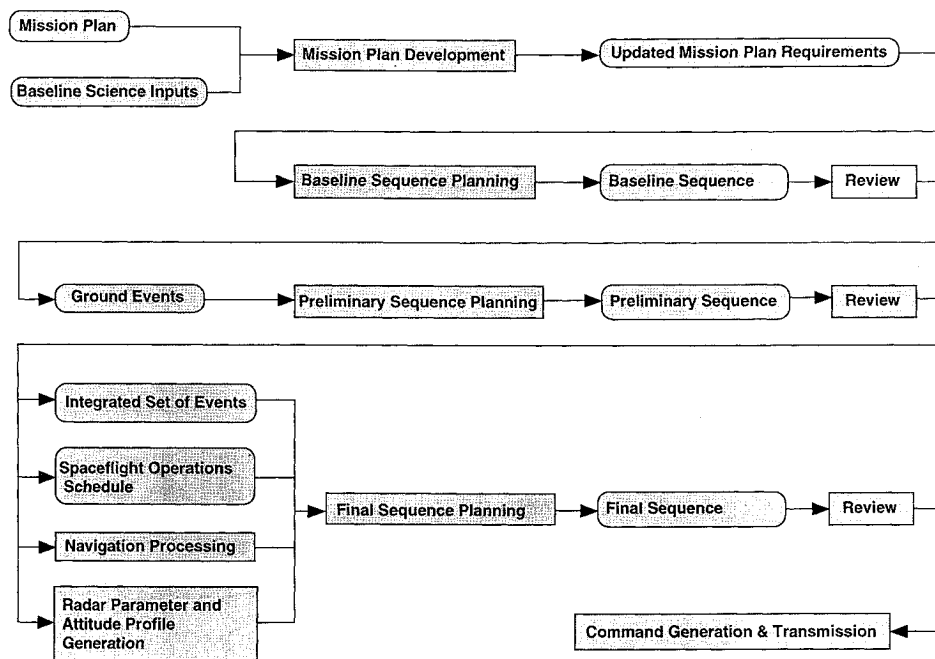 Mission Plan
Mission Plan Development
Updated Mission Plan Requirements
Baseline Science Inputs
Baseline Sequence Planning
Baseline Sequence
Review
Ground Events
Preliminary Sequence Planning
Preliminary Sequence
Review
Integrated Set of Events
Spaceflight Operations
Schedule
Final Sequence Planning
Final Sequence
Review
Navigation Processing
Radar Parameter and
Attitude Profile
Generation
Command Generation & Transmission